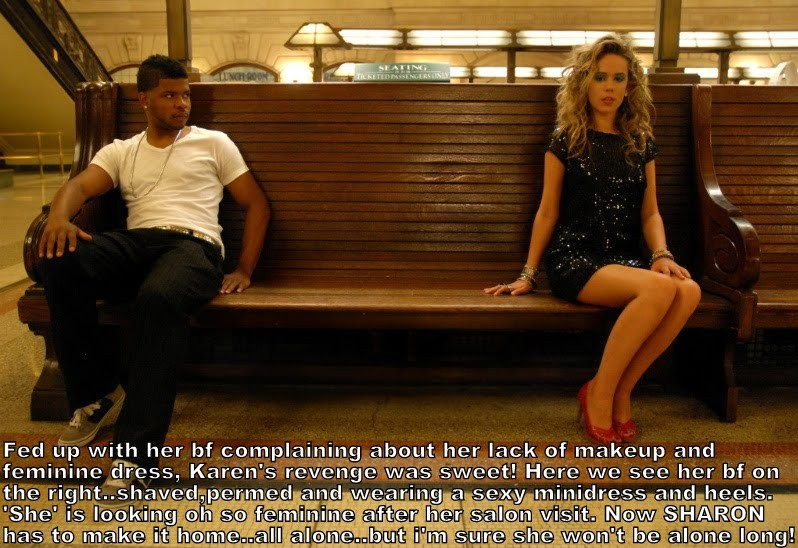 LUNCH ROOM
SEATING
TICKETED PASSENGERS ONLY
Fed up with her bf complaining about her lack of makeup and
feminine dress, Karen's revenge was sweet! Here we see her bf on
the right..shaved,permed and wearing a sexy minidress and heels.
'She' is looking oh so feminine after her salon visit. Now SHARON
has to make it home..all alone..but i'm sure she won't be alone long!